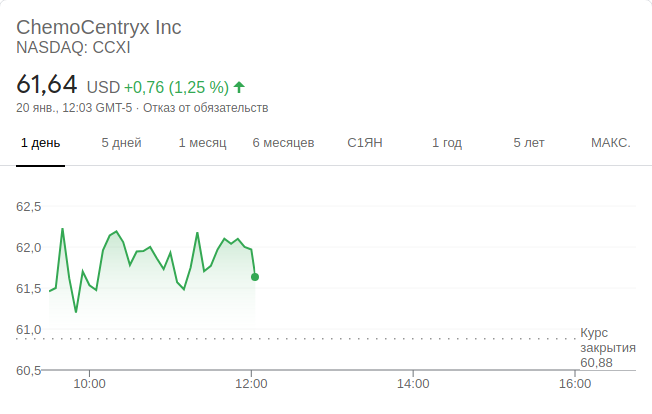 ChemoCentryx Inc
NASDAQ: CCXI
61,64 USD +0,76 (1,25 %)
20 янв., 12:03 GMT-5 · Отказ от обязательств
1 день 5 дней 1 месяц 6 месяцев С1ЯН 1 год 5 лет МАКС.
62,5
62,0
61,5
61,0
Курс
закрытия
60,88
60,5
10:00 12:00 14:00 16:00